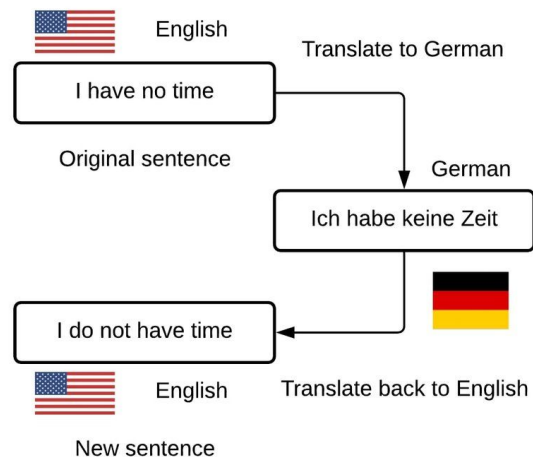 English
Translate to German
I have no time
Original sentence
German
Ich habe keine Zeit
I do not have time
English
Translate back to English
New sentence